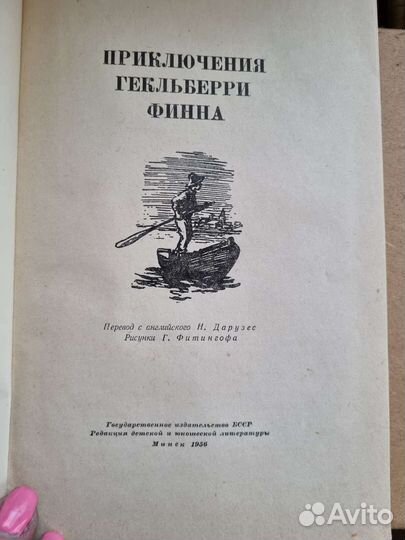 ПРИКЛЮЧЕНИЯ
ГЕКЛЬБЕРРИ
ФИННА
Перевод с английского Н. Дарузес
Рисунки Г. Фитингофа
Государственное издательство БССР
Редакция детской и юношеской литературы
Минск 1956
Avito